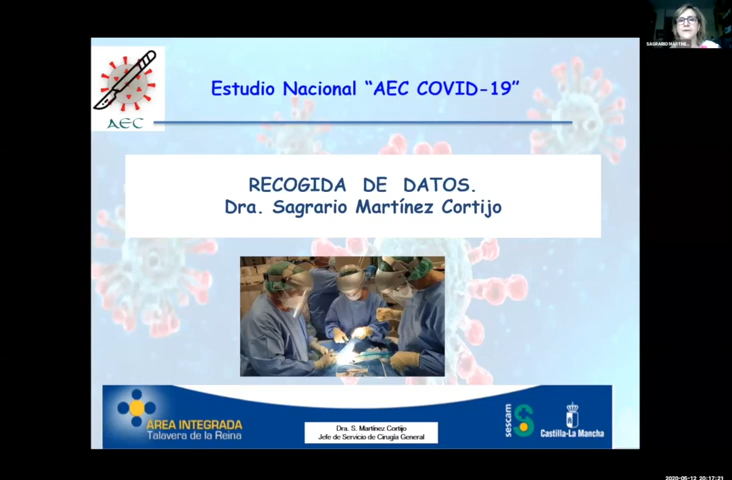 SAGRARIO MARTINE...
Estudio Nacional “AEC COVID-19”
AEC
RECOGIDA DE DATOS.
Dra. Sagrario Martínez Cortijo
AREA INTEGRADA
Talavera de la Reina
Dra. S. Martínez Cortijo
Jefe de Servicio de Cirugía General
sescam
Castilla-La Mancha
2020-05-12 20:17:21